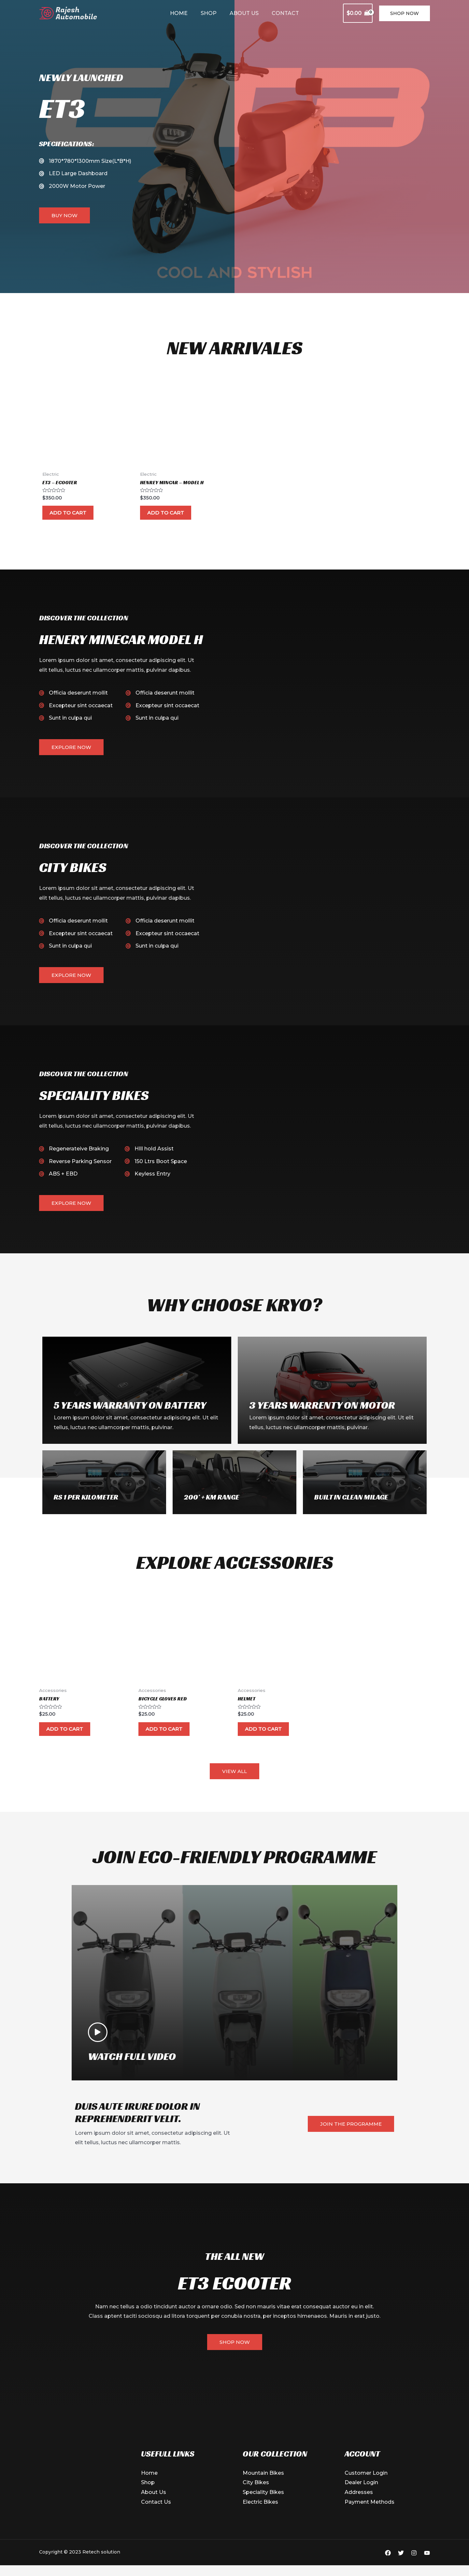 Rajesh
Automobile
HOME SHOP ABOUT US CONTACT
$0.00
0
SHOP NOW
ETB
NEWLY LAUNCHED
ET3
SPECIFICATIONS:
1870*780*1300mm Size(L*B*H)
LED Large Dashboard
2000W Motor Power
BUY NOW
COOL AND STYLISH
NEW ARRIVALES
Electric
ET3 – ECOOTER
$350.00
ADD TO CART
Electric
HENREY MINCAR – MODEL H
$350.00
ADD TO CART
DISCOVER THE COLLECTION
HENERY MINECAR MODEL H
Lorem ipsum dolor sit amet, consectetur adipiscing elit. Ut
elit tellus, luctus nec ullamcorper mattis, pulvinar dapibus.
Officia deserunt mollit
Excepteur sint occaecat
Sunt in culpa qui
Officia deserunt mollit
Excepteur sint occaecat
Sunt in culpa qui
EXPLORE NOW
DISCOVER THE COLLECTION
CITY BIKES
Lorem ipsum dolor sit amet, consectetur adipiscing elit. Ut
elit tellus, luctus nec ullamcorper mattis, pulvinar dapibus.
Officia deserunt mollit
Excepteur sint occaecat
Sunt in culpa qui
Officia deserunt mollit
Excepteur sint occaecat
Sunt in culpa qui
EXPLORE NOW
DISCOVER THE COLLECTION
SPECIALITY BIKES
Lorem ipsum dolor sit amet, consectetur adipiscing elit. Ut
elit tellus, luctus nec ullamcorper mattis, pulvinar dapibus.
Regenerateive Braking
Reverse Parking Sensor
ABS + EBD
Hill hold Assist
150 Ltrs Boot Space
Keyless Entry
EXPLORE NOW
WHY CHOOSE KRYO?
5 YEARS WARRANTY ON BATTERY
Lorem ipsum dolor sit amet, consectetur adipiscing elit. Ut elit
tellus, luctus nec ullamcorper mattis, pulvinar.
3 YEARS WARRENTY ON MOTOR
Lorem ipsum dolor sit amet, consectetur adipiscing elit. Ut elit
tellus, luctus nec ullamcorper mattis, pulvinar.
RS 1 PER KILOMETER
200' + KM RANGE
BUILT IN CLEAN MILAGE
EXPLORE ACCESSORIES
Accessories
BATTERY
$25.00
ADD TO CART
Accessories
BICYCLE GLOVES RED
$25.00
ADD TO CART
Accessories
HELMET
$25.00
ADD TO CART
VIEW ALL
JOIN ECO-FRIENDLY PROGRAMME
WATCH FULL VIDEO
DUIS AUTE IRURE DOLOR IN
REPREHENDERIT VELIT.
Lorem ipsum dolor sit amet, consectetur adipiscing elit. Ut
elit tellus, luctus nec ullamcorper mattis.
JOIN THE PROGRAMME
THE ALL NEW
ET3 ECOOTER
Nam nec tellus a odio tincidunt auctor a ornare odio. Sed non mauris vitae erat consequat auctor eu in elit.
Class aptent taciti sociosqu ad litora torquent per conubia nostra, per inceptos himenaeos. Mauris in erat justo.
SHOP NOW
USEFULL LINKS
Home
Shop
About Us
Contact Us
OUR COLLECTION
Mountain Bikes
City Bikes
Speciality Bikes
Electric Bikes
ACCOUNT
Customer Login
Dealer Login
Addresses
Payment Methods
Copyright © 2023 Retech solution